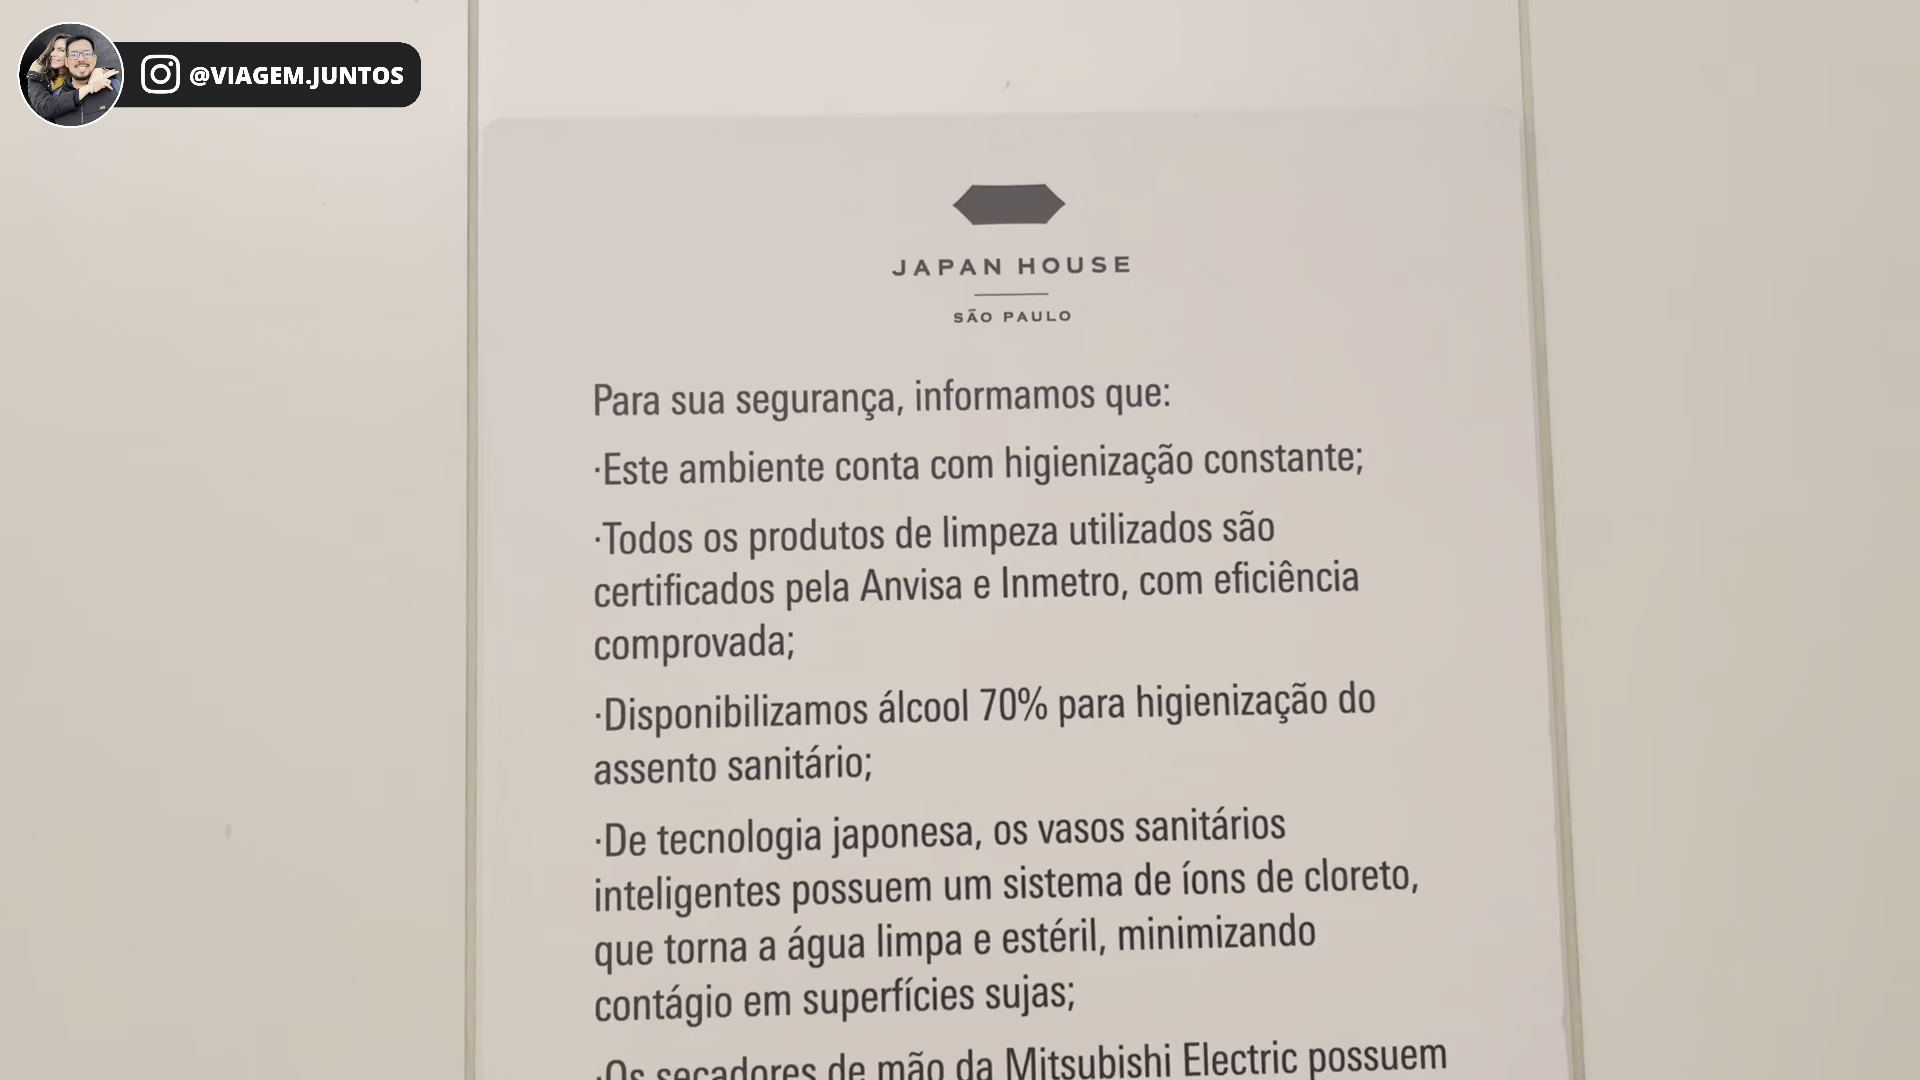 @VIAGEM.JUNTOS
JAPAN HOUSE
SÃO PAULO
Para sua segurança, informamos que:
·Este ambiente conta com higienização constante;
·Todos os produtos de limpeza utilizados são
certificados pela Anvisa e Inmetro, com eficiência
comprovada;
·Disponibilizamos álcool 70% para higienização do
assento sanitário;
·De tecnologia japonesa, os vasos sanitários
inteligentes possuem um sistema de íons de cloreto,
que torna a água limpa e estéril, minimizando
contágio em superfícies sujas;
·Os secadores de mão da Mitsubishi Electric possuem